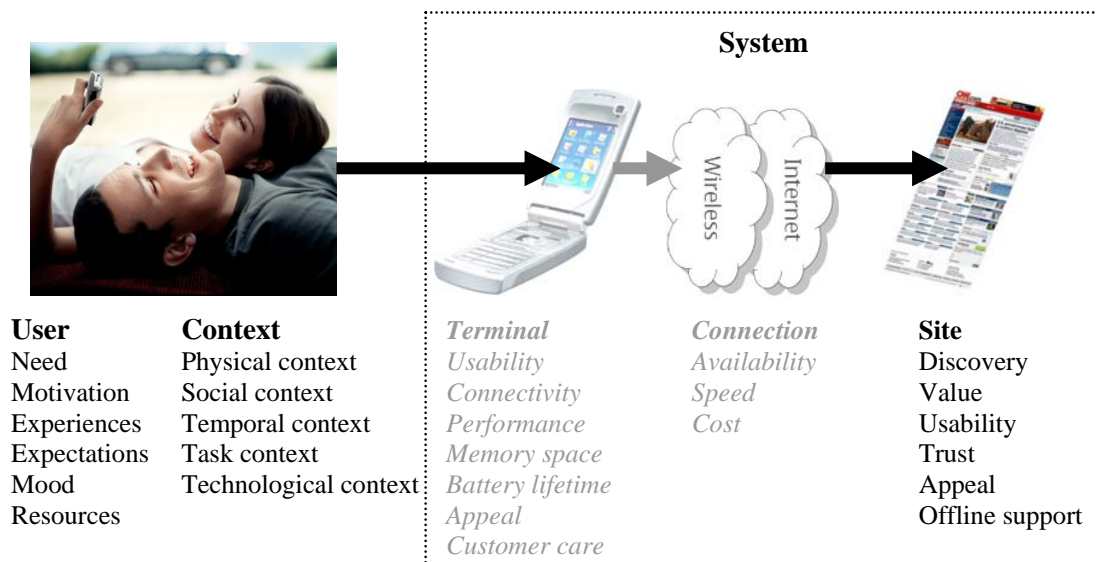 System
Wireless
Internet
CNN
User
Need
Motivation
Experiences
Expectations
Mood
Resources
Context
Physical context
Social context
Temporal context
Task context
Technological context
Terminal
Usability
Connectivity
Performance
Memory space
Battery lifetime
Appeal
Customer care
Connection
Availability
Speed
Cost
Site
Discovery
Value
Usability
Trust
Appeal
Offline support